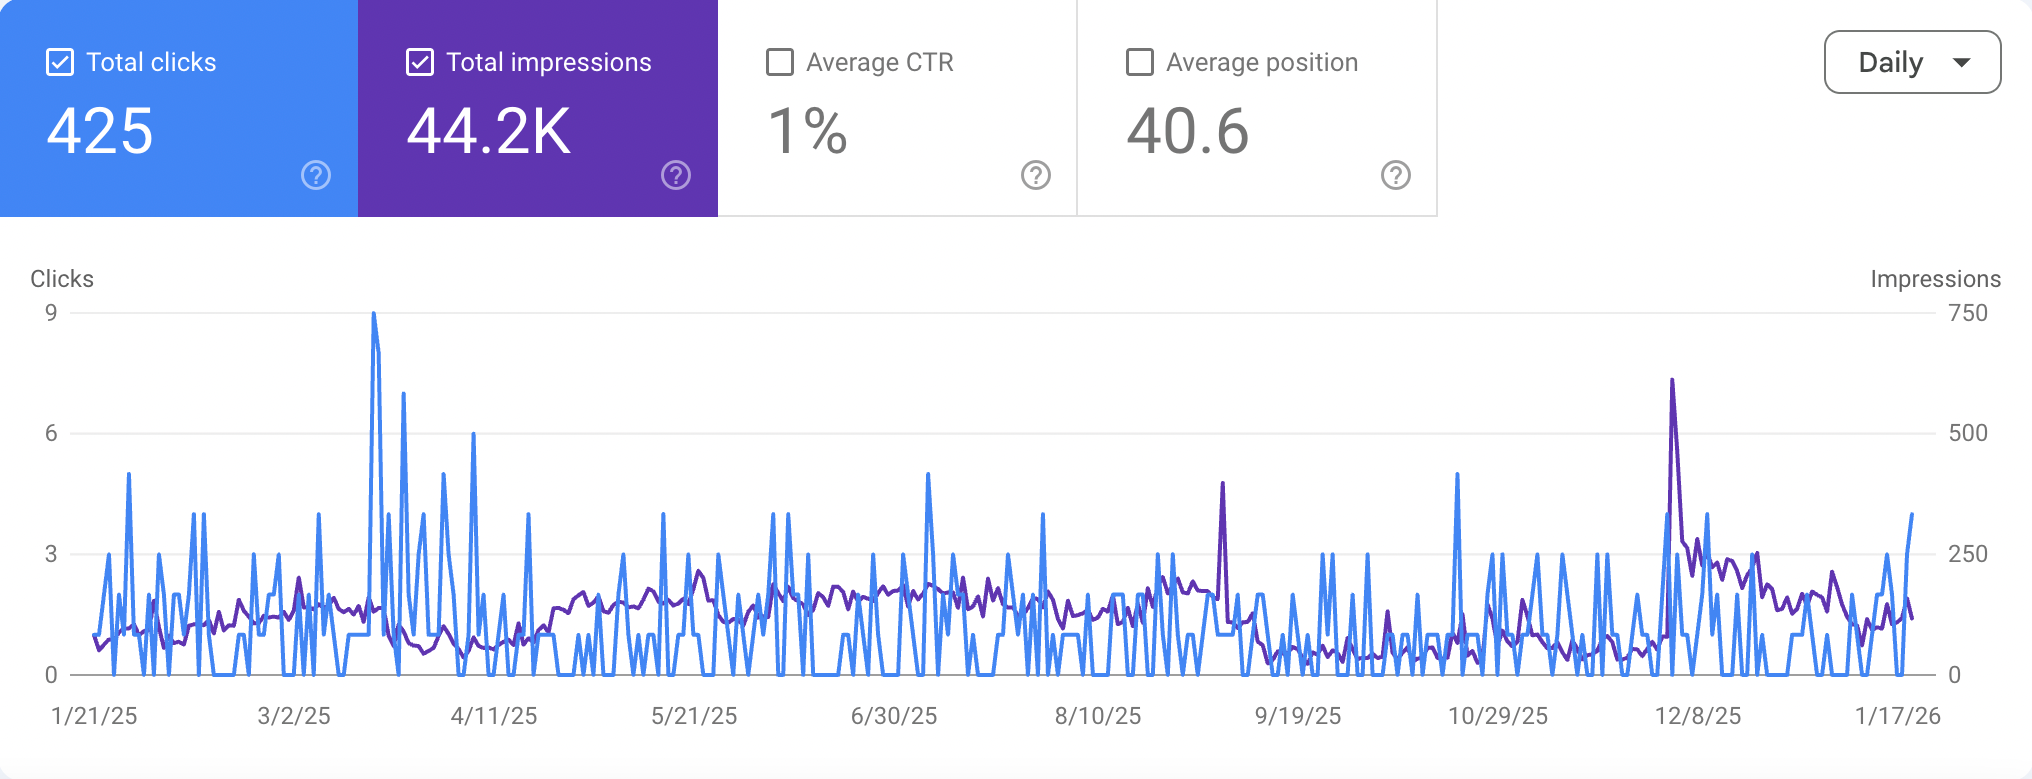 Total clicks
425
Total impressions
44.2K
Average CTR
1%
Average position
40.6
Daily
Clicks
Impressions
9
750
6
500
3
250
0
0
1/21/25
3/2/25
4/11/25
5/21/25
6/30/25
8/10/25
9/19/25
10/29/25
12/8/25
1/17/26